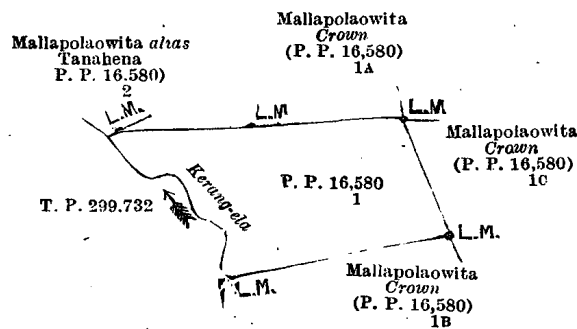 Mallapolaowita
Crown
(P. P. 16,580)
1A
Mallapolaowita alias
Tanahena
P. P. 16.580)
2
L.M.
L.M
L.M
Mallapolaowita
Crown
(P. P. 16,580)
1C
Kerang-ela
P. P. 16,580
1
T. P. 299.732
L.M.
L.M.
Mallapolaowita
Crown
(P. P. 16,580)
1B